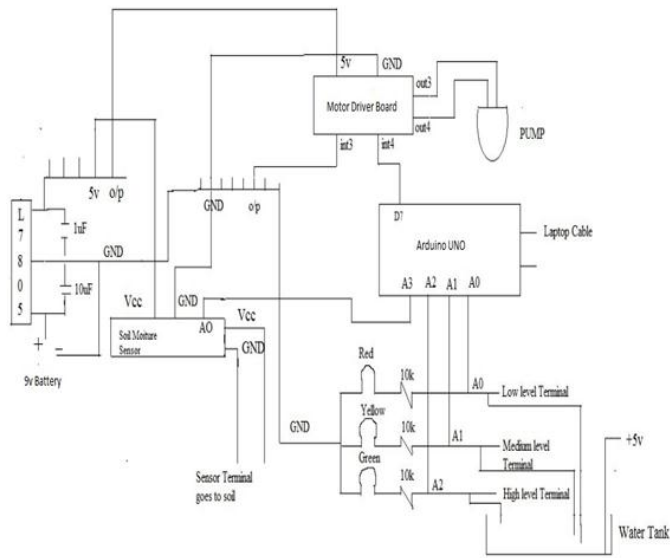 5v
GND
out3
Motor Driver Board
out4
PUMP
int3
int4
5v
o/p
GND
o/p
D7
Arduino UNO
Laptop Cable
A3
A2
A1
A0
L
7
8
0
5
1uF
GND
10uF
Vcc
GND
AO
Vcc
Soil Moiture
Sensor
GND
+
-
9v Battery
Red
10k
A0
Low level Terminal
Yellow
10k
GND
A1
Medium level
Terminal
+5v
Green
10k
A2
High level Terminal
Sensor Terminal
goes to soil
Water Tank